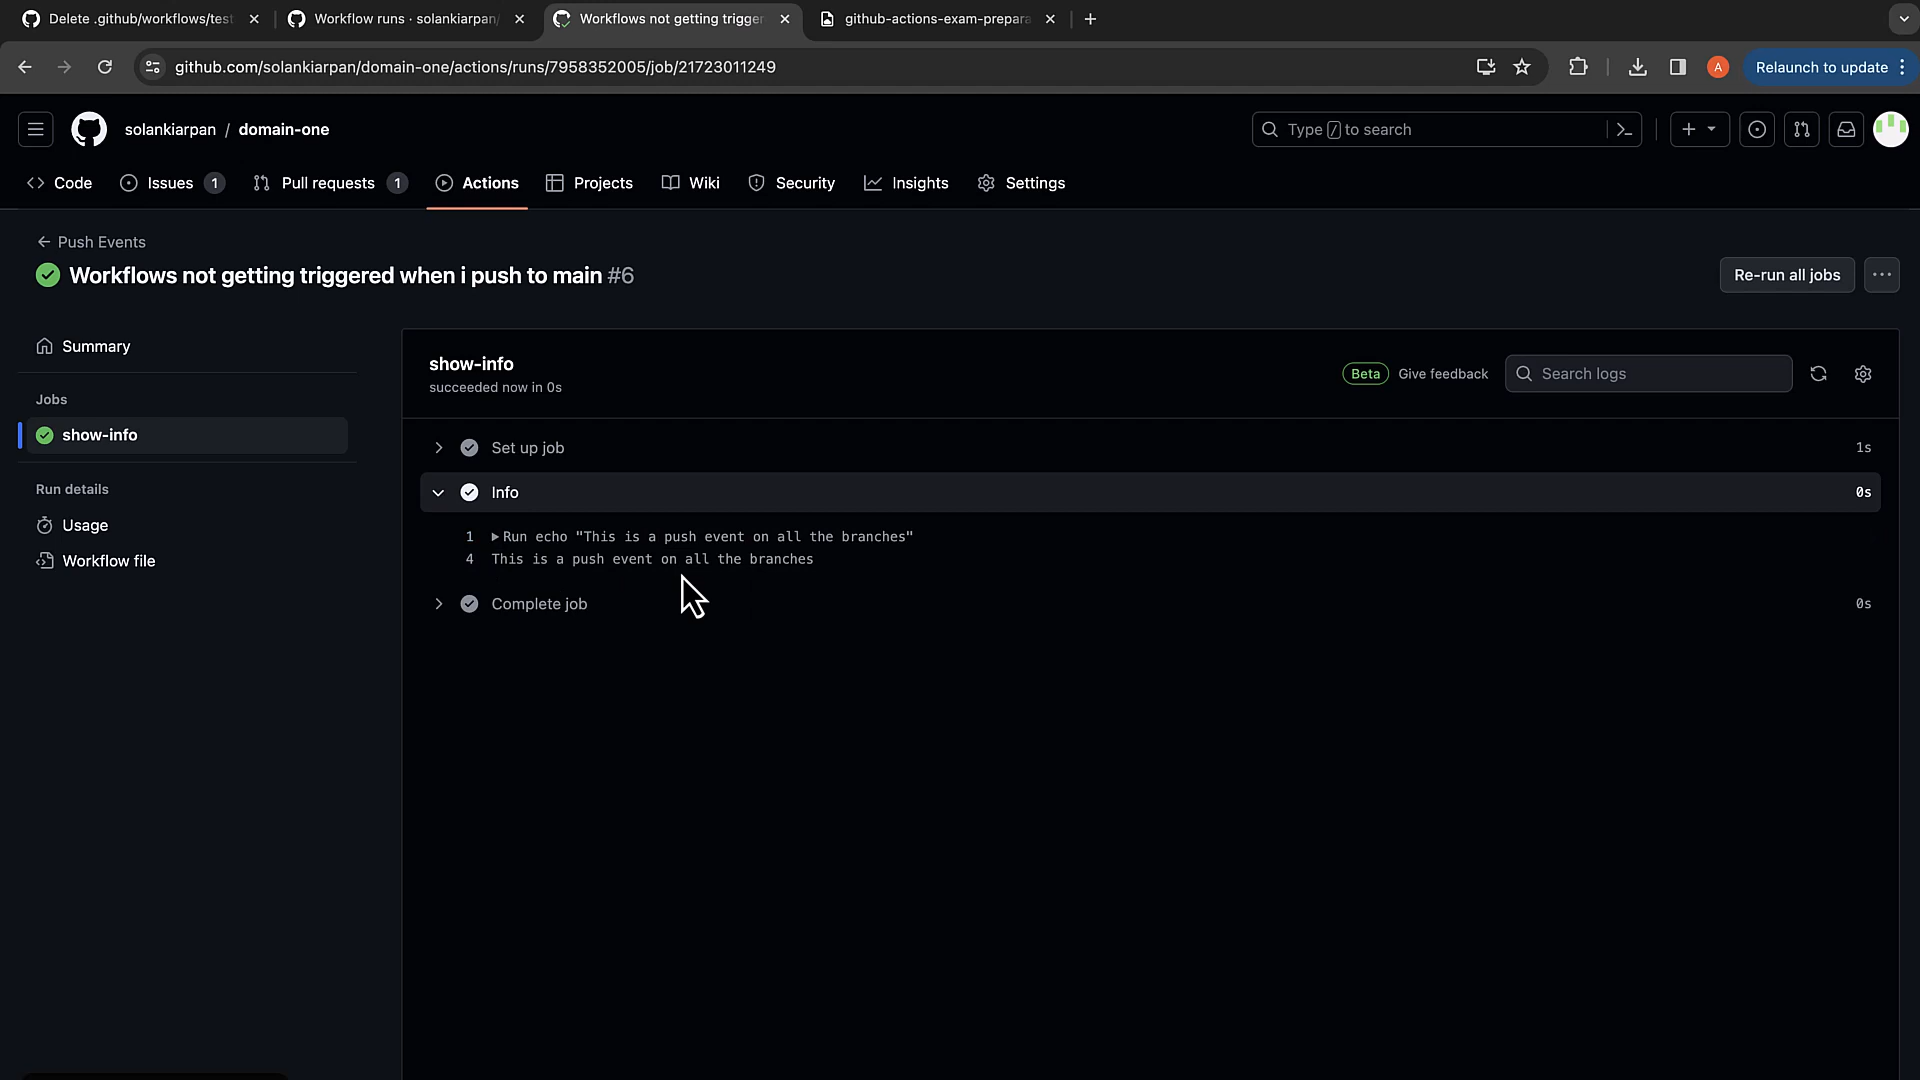 Delete .github/workflows/test
Workflow runs · solankiarpan/
Workflows not getting trigger
github-actions-exam-prepara
github.com/solankiarpan/domain-one/actions/runs/7958352005/job/21723011249
A
Relaunch to update
solankiarpan / domain-one
Type / to search
Code
Issues 1
Pull requests 1
Actions
Projects
Wiki
Security
Insights
Settings
Push Events
Workflows not getting triggered when i push to main #6
Re-run all jobs
Summary
Jobs
show-info
Run details
Usage
Workflow file
show-info
succeeded now in 0s
Beta Give feedback
Search logs
Set up job 1s
Info 0s
1 Run echo "This is a push event on all the branches"
4 This is a push event on all the branches
Complete job 0s